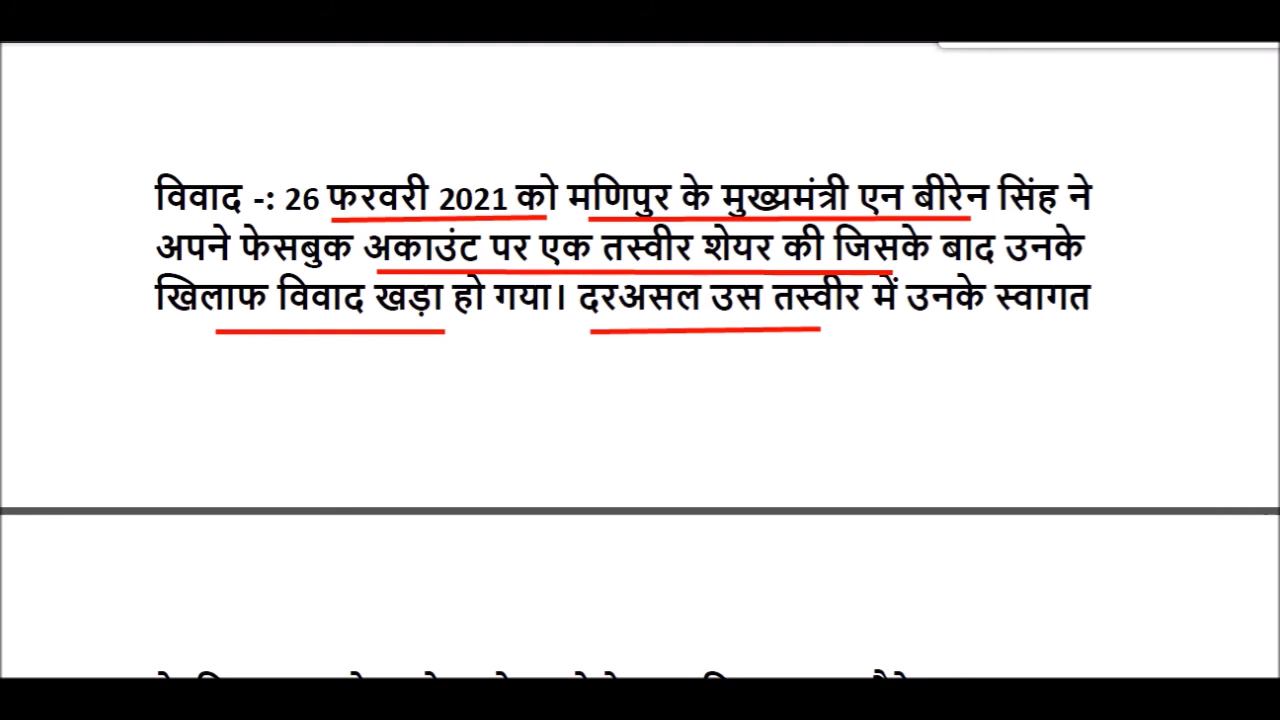 विवाद -: 26 फरवरी 2021 को मणिपुर के मुख्यमंत्री एन बीरेन सिंह ने
अपने फेसबुक अकाउंट पर एक तस्वीर शेयर की जिसके बाद उनके
खिलाफ विवाद खड़ा हो गया। दरअसल उस तस्वीर में उनके स्वागत